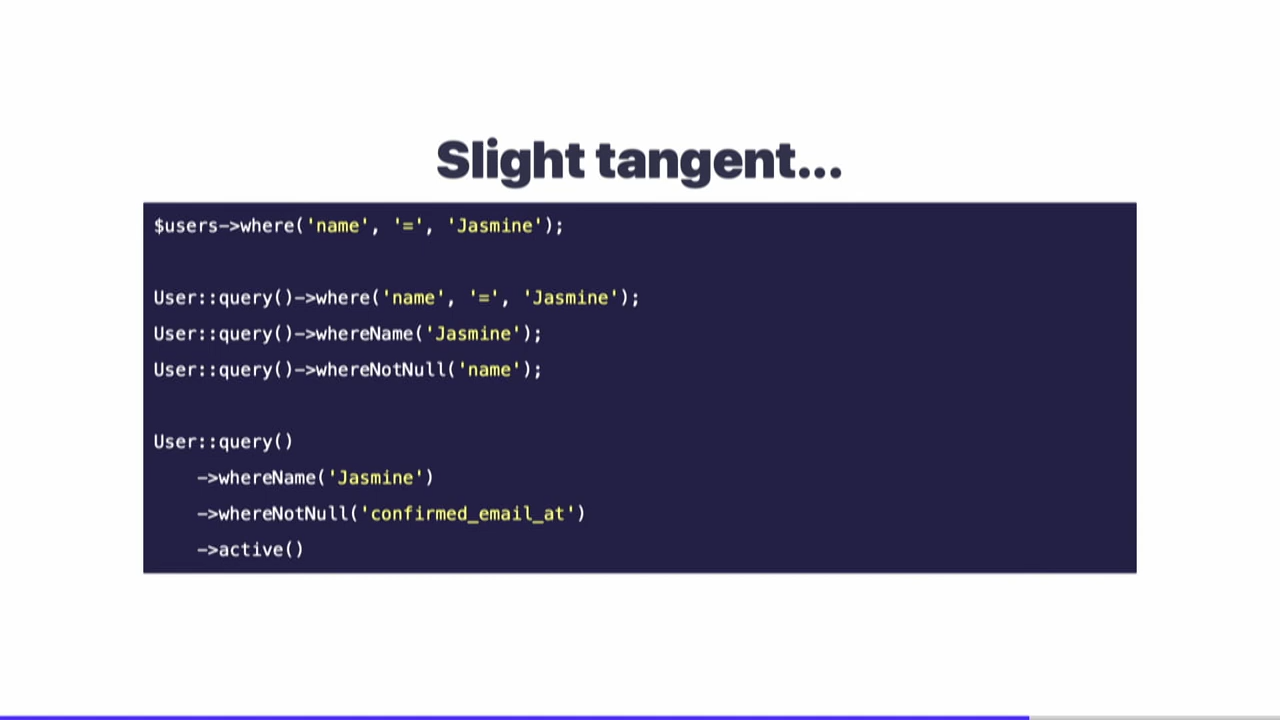 Slight tangent...
$users->where('name', '=', 'Jasmine');
User::query()->where('name', '=', 'Jasmine');
User::query()->whereName('Jasmine');
User::query()->whereNotNull('name');
User::query()
->whereName('Jasmine')
->whereNotNull('confirmed_email_at')
->active()